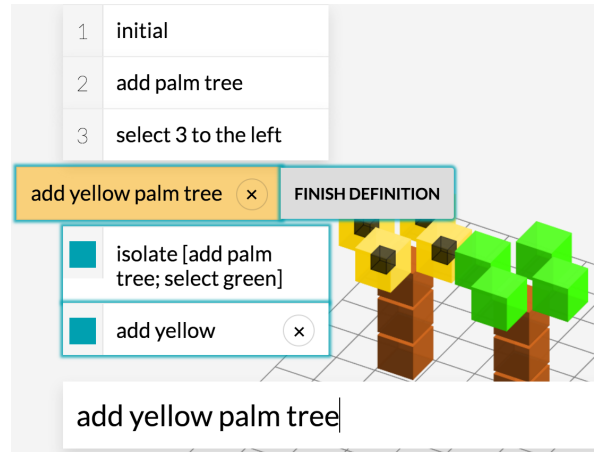 1 initial
2 add palm tree
3 select 3 to the left
add yellow palm tree × FINISH DEFINITION
isolate [add palm
tree; select green]
add yellow ×
add yellow palm tree